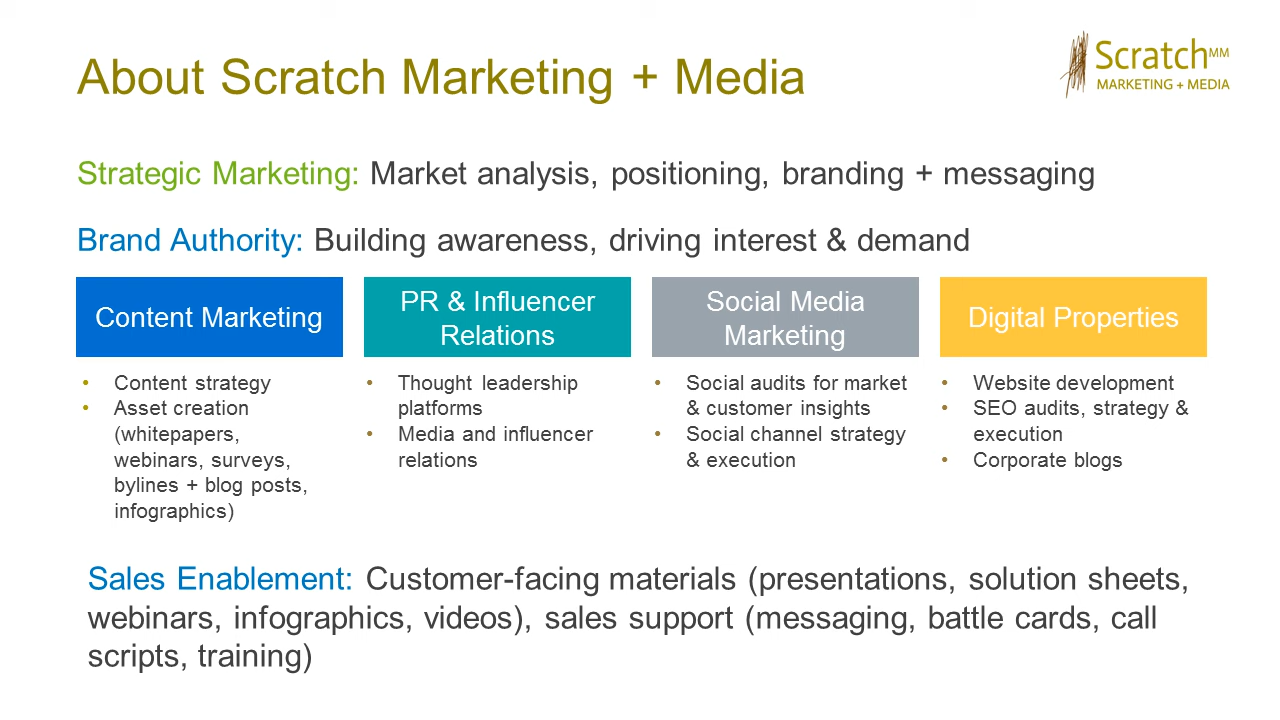 About Scratch Marketing + Media
Scratch MM
MARKETING + MEDIA
Strategic Marketing: Market analysis, positioning, branding + messaging
Brand Authority: Building awareness, driving interest & demand
Content Marketing
• Content strategy
• Asset creation
(whitepapers,
webinars, surveys,
bylines + blog posts,
infographics)
PR & Influencer
Relations
• Thought leadership
platforms
• Media and influencer
relations
Social Media
Marketing
• Social audits for market
& customer insights
• Social channel strategy
& execution
Digital Properties
• Website development
• SEO audits, strategy &
execution
• Corporate blogs
Sales Enablement: Customer-facing materials (presentations, solution sheets,
webinars, infographics, videos), sales support (messaging, battle cards, call
scripts, training)